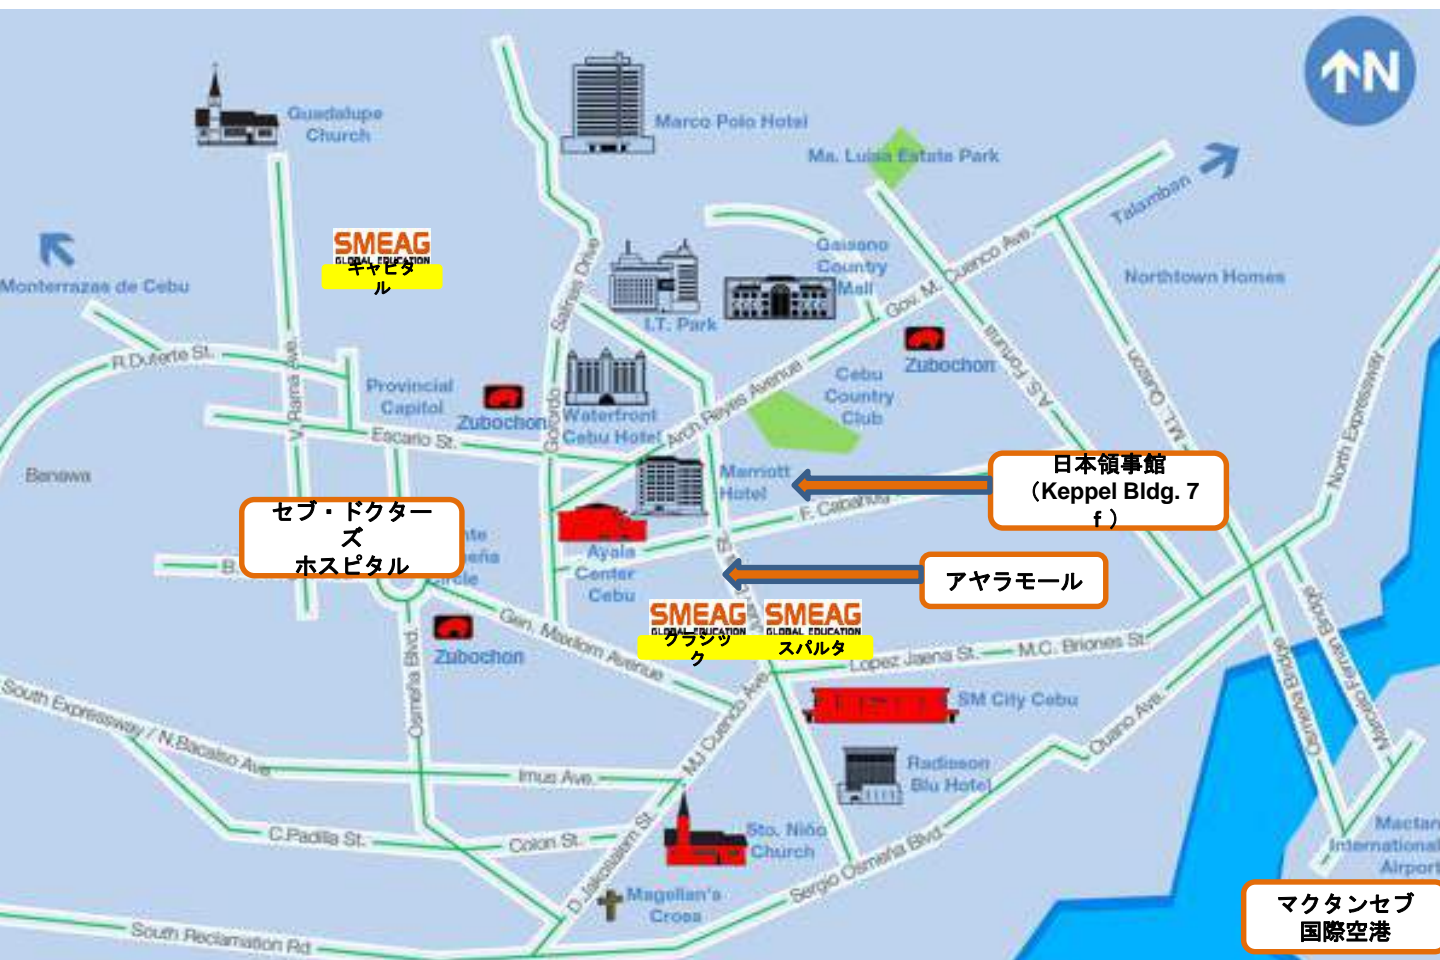 N
Guadalupe
Church
Marco Polo Hotel
Ma. Luisa Estate Park
Talamban
SMEAG
GLOBAL EDUCATION
キャピタ
ル
Monterrazas de Cebu
Salinas Drive
Gaisano
Country
Mall
Gov. M. Cuenco Ave.
Northtown Homes
I.T. Park
R.Duterte St.
V. Rama Ave.
Provincial
Capitol
Zubochon
Gorordo
Waterfront
Cebu Hotel
Arch Reyes Avenue
Cebu
Country
Club
Zubochon
A.S. Fortuna
M.L. Quezon
North Expressway
Escario St.
Banawa
Marriott
Hotel
日本領事館
（Keppel Bldg. 7
f ）
F. Cabahug
セブ・ドクター
ズ
ホスピタル
Ayala
Center
Cebu
アヤラモール
B.
nte
eña
ircle
Gen. Maxilom Avenue
Zubochon
Osmeña Blvd.
SMEAG
GLOBAL EDUCATION
クラシッ
ク
SMEAG
GLOBAL EDUCATION
スパルタ
Lopez Jaena St.
M.C. Briones St.
Osmeña Bridge
Marcelo Fernan Bridge
South Expressway / N.Bacalso Ave
MJ Cuenco Ave.
SM City Cebu
Ouano Ave.
Imus Ave.
Radisson
Blu Hotel
C.Padilla St.
Colon St.
D.Jakosalem St.
Sto. Niño
Church
Sergio Osmeña Blvd.
Mactan
International
Airport
Magellan's
Cross
South Reclamation Rd
マクタンセブ
国際空港